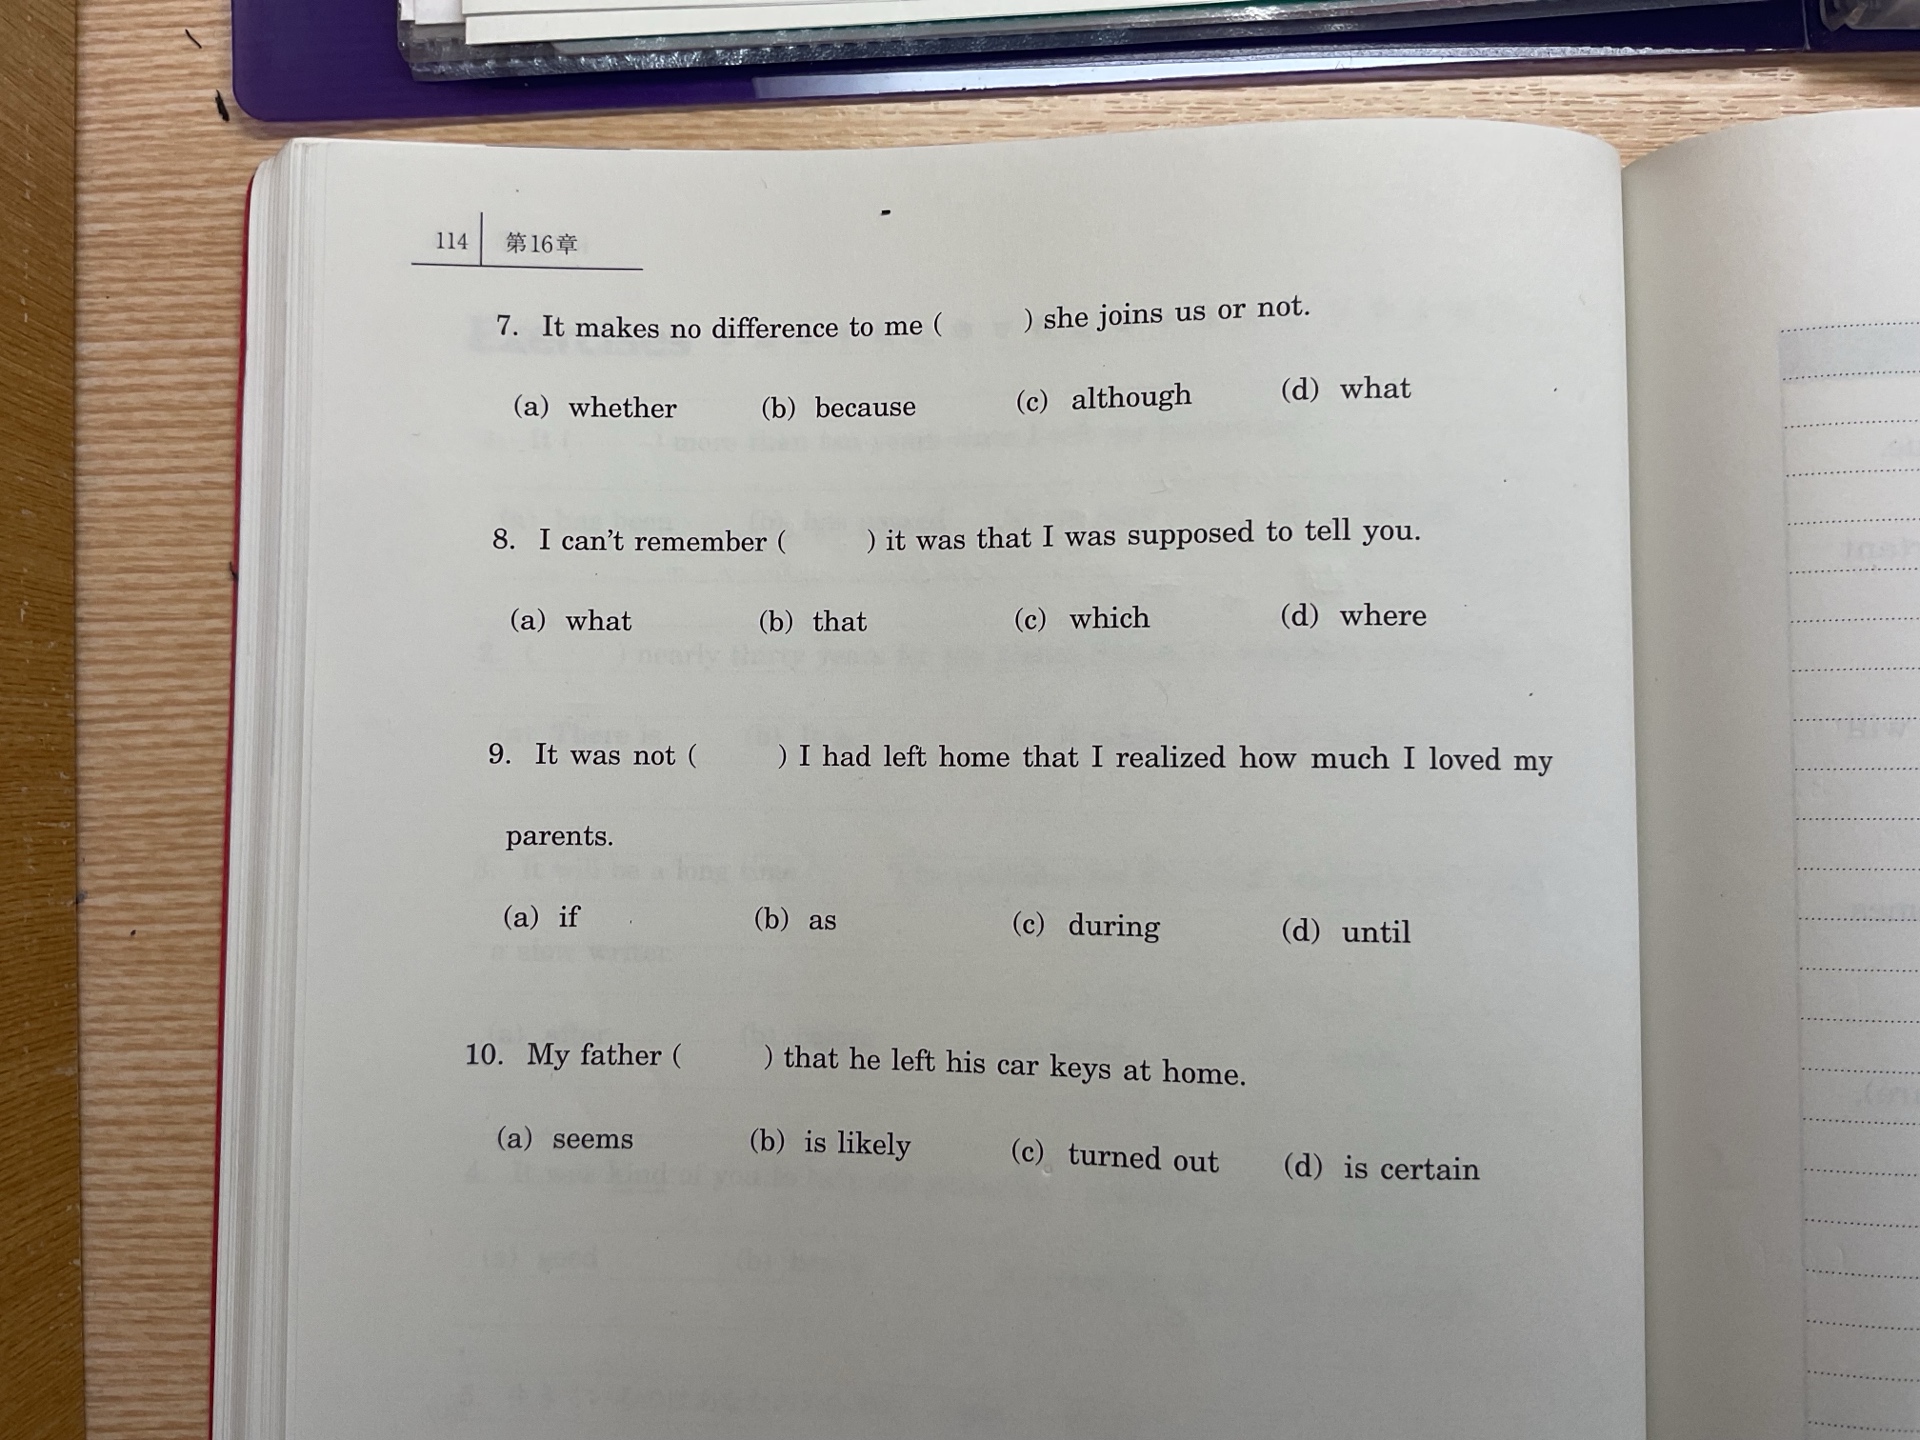 114 第16章
7. It makes no difference to me (　　) she joins us or not.
(a) whether (b) because (c) although (d) what
8. I can't remember (　　) it was that I was supposed to tell you.
(a) what (b) that (c) which (d) where
9. It was not (　　) I had left home that I realized how much I loved my
parents.
(a) if (b) as (c) during (d) until
10. My father (　　) that he left his car keys at home.
(a) seems (b) is likely (c) turned out (d) is certain